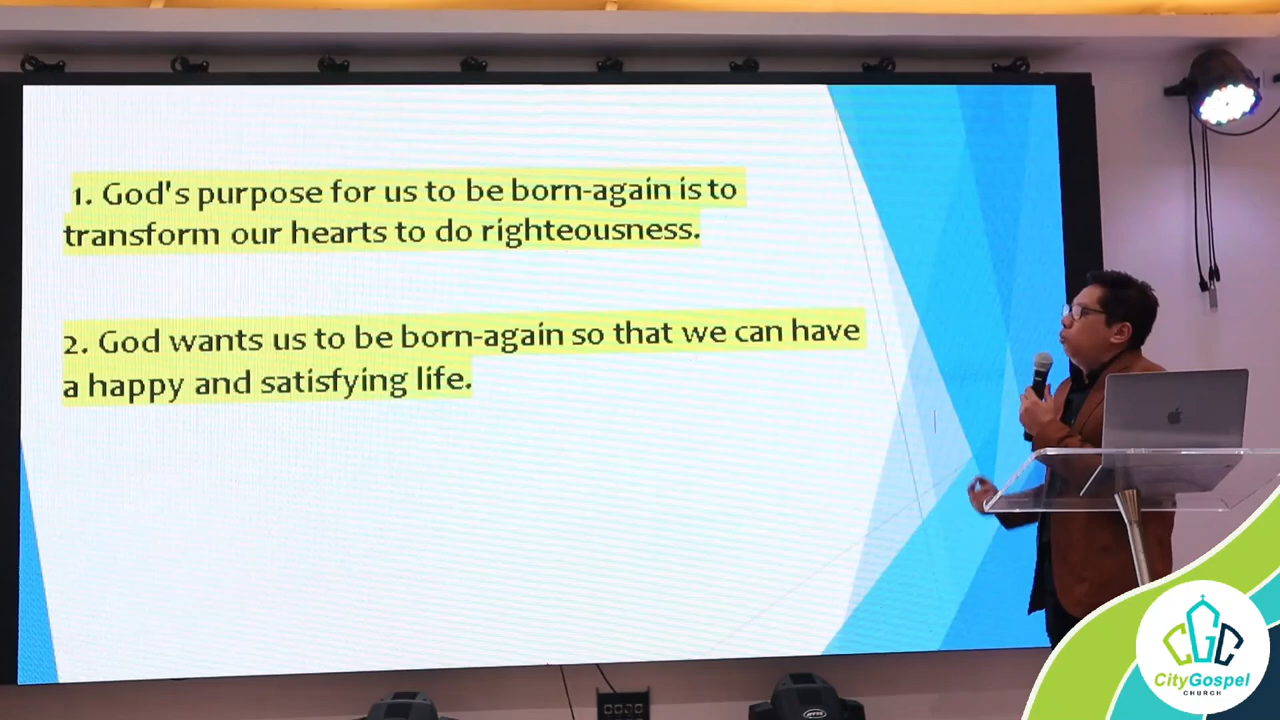 1. God's purpose for us to be born-again is to
transform our hearts to do righteousness.
2. God wants us to be born-again so that we can have
a happy and satisfying life.
CGC
CityGospel
CHURCH